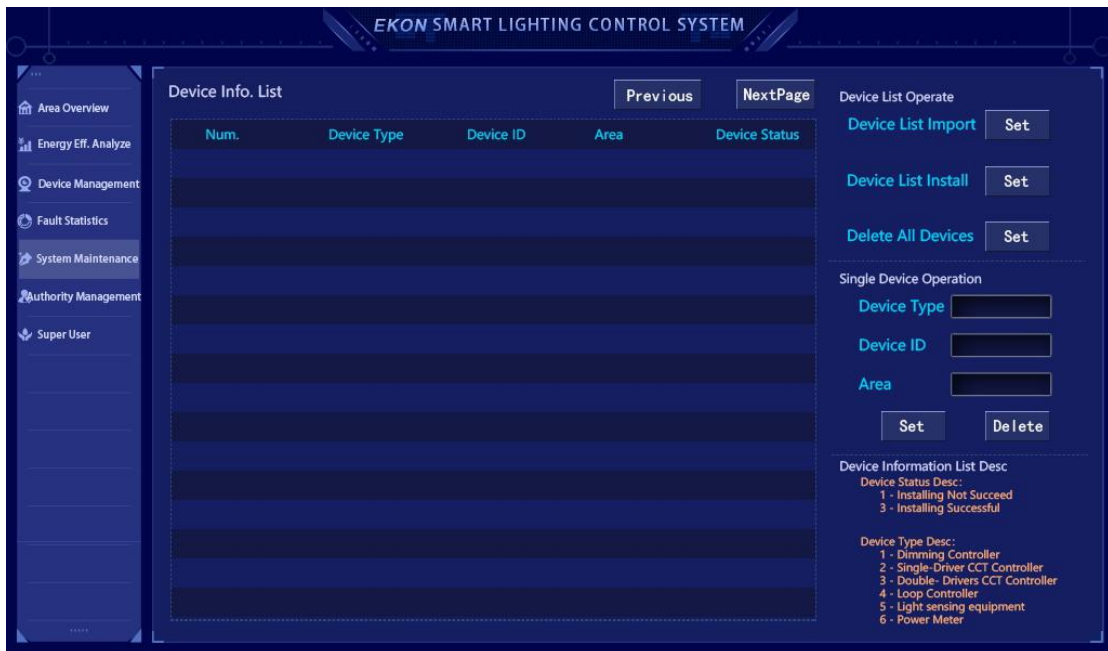 EKON SMART LIGHTING CONTROL SYSTEM
Area Overview
Energy Eff. Analyze
Device Management
Fault Statistics
System Maintenance
Authority Management
Super User
Device Info. List
Previous
NextPage
Num. Device Type Device ID Area Device Status
Device List Operate
Device List Import Set
Device List Install Set
Delete All Devices Set
Single Device Operation
Device Type
Device ID
Area
Set Delete
Device Information List Desc
Device Status Desc:
1 - Installing Not Succeed
3 - Installing Successful
Device Type Desc:
1 - Dimming Controller
2 - Single-Driver CCT Controller
3 - Double- Drivers CCT Controller
4 - Loop Controller
5 - Light sensing equipment
6 - Power Meter